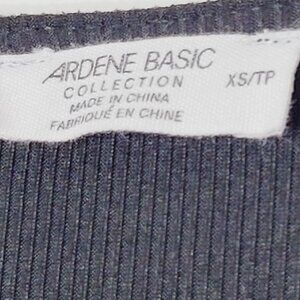 ARDENE BASIC
COLLECTION XS/TP
MADE IN CHINA
FABRIQUÉ EN CHINE